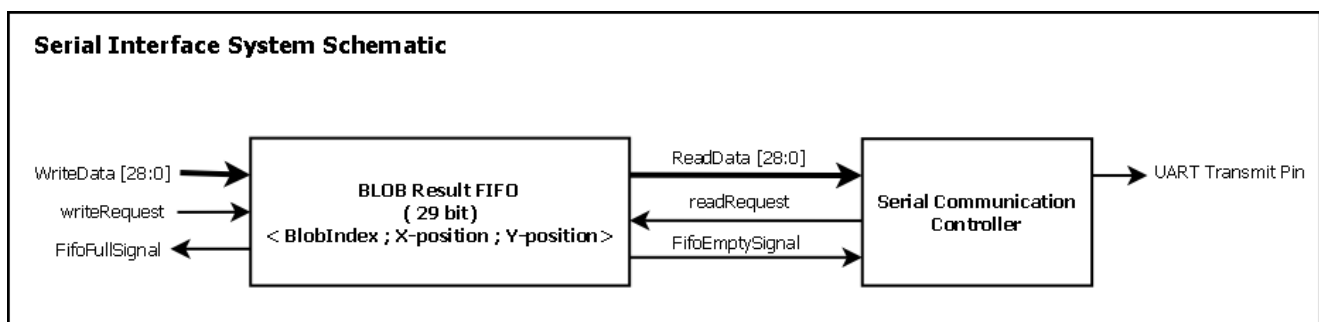 Serial Interface System Schematic
WriteData [28:0]
writeRequest
FifoFullSignal
BLOB Result FIFO
( 29 bit)
< BlobIndex ; X-position ; Y-position>
ReadData [28:0]
readRequest
FifoEmptySignal
Serial Communication
Controller
UART Transmit Pin